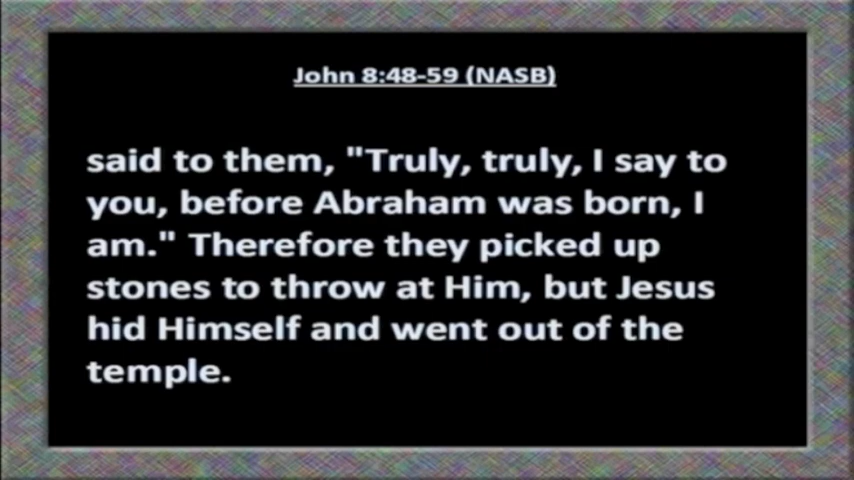 John 8:48-59 (NASB)
said to them, "Truly, truly, I say to
you, before Abraham was born, I
am." Therefore they picked up
stones to throw at Him, but Jesus
hid Himself and went out of the
temple.